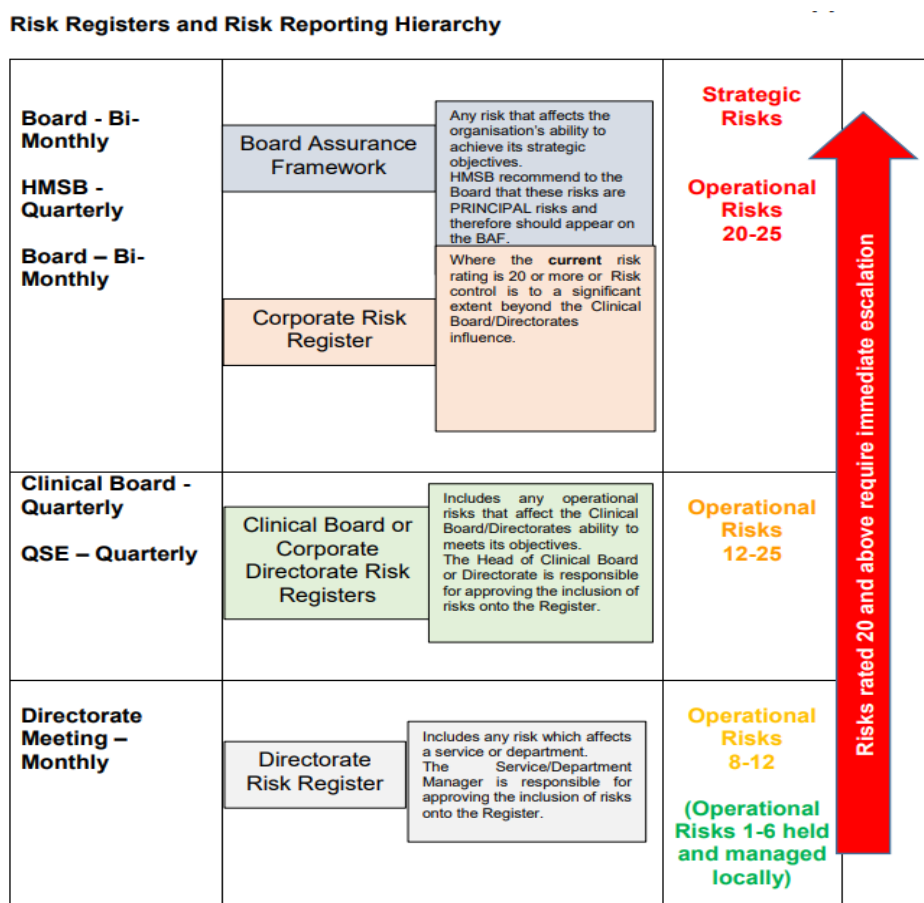 Risk Registers and Risk Reporting Hierarchy
Board - Bi-
Monthly
HMSB -
Quarterly
Board – Bi-
Monthly
Board Assurance
Framework
Any risk that affects the
organisation's ability to
achieve its strategic
objectives.
HMSB recommend to the
Board that these risks are
PRINCIPAL risks and
therefore should appear on
the BAF.
Corporate Risk
Register
Where the current risk
rating is 20 or more or Risk
control is to a significant
extent beyond the Clinical
Board/Directorates
influence.
Strategic
Risks
Operational
Risks
20-25
Clinical Board -
Quarterly
QSE – Quarterly
Clinical Board or
Corporate
Directorate Risk
Registers
Includes any operational
risks that affect the Clinical
Board/Directorates ability to
meets its objectives.
The Head of Clinical Board
or Directorate is responsible
for approving the inclusion of
risks onto the Register.
Operational
Risks
12-25
Directorate
Meeting –
Monthly
Directorate
Risk Register
Includes any risk which affects
a service or department.
The Service/Department
Manager is responsible for
approving the inclusion of risks
onto the Register.
Operational
Risks
8-12
(Operational
Risks 1-6 held
and managed
locally)
Risks rated 20 and above require immediate escalation